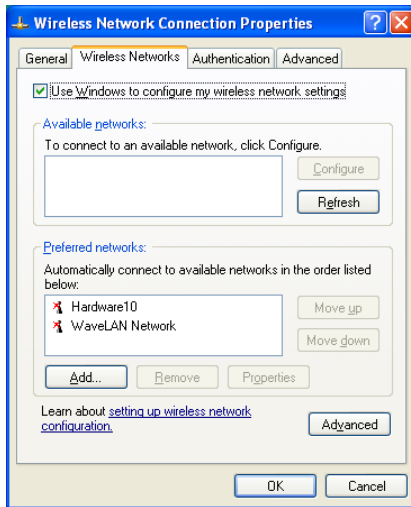 Wireless Network Connection Properties
General Wireless Networks Authentication Advanced
Use Windows to configure my wireless network settings
Available networks:
To connect to an available network, click Configure.
Configure
Refresh
Preferred networks:
Automatically connect to available networks in the order listed
below:
Hardware10
WaveLAN Network
Move up
Move down
Add... Remove Properties
Learn about setting up wireless network
configuration.
Advanced
OK Cancel